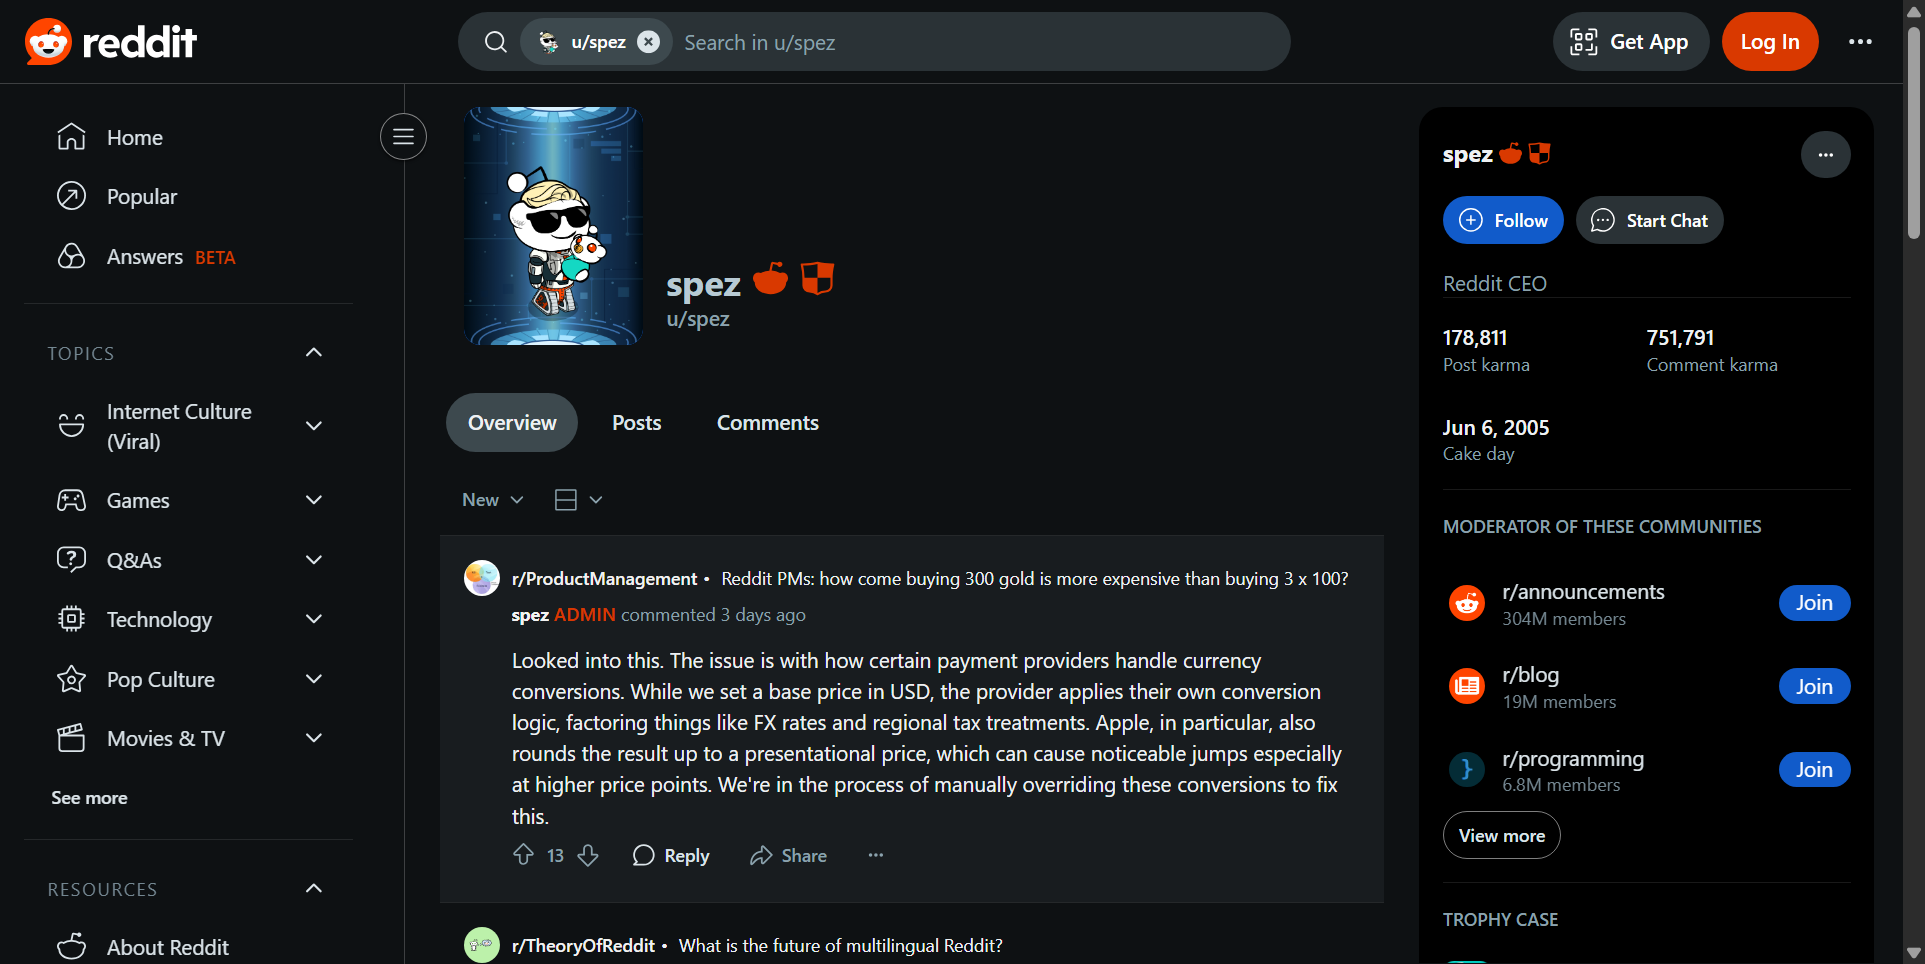 reddit
u/spez
Search in u/spez
Get App
Log In
Home
Popular
Answers BETA
TOPICS
Internet Culture
(Viral)
Games
Q&As
Technology
Pop Culture
Movies & TV
See more
RESOURCES
About Reddit
spez
u/spez
Overview
Posts
Comments
New
r/ProductManagement • Reddit PMs: how come buying 300 gold is more expensive than buying 3 x 100?
spez ADMIN commented 3 days ago
Looked into this. The issue is with how certain payment providers handle currency
conversions. While we set a base price in USD, the provider applies their own conversion
logic, factoring things like FX rates and regional tax treatments. Apple, in particular, also
rounds the result up to a presentational price, which can cause noticeable jumps especially
at higher price points. We're in the process of manually overriding these conversions to fix
this.
13
Reply
Share
r/TheoryOfReddit • What is the future of multilingual Reddit?
spez
Follow
Start Chat
Reddit CEO
178,811
Post karma
751,791
Comment karma
Jun 6, 2005
Cake day
MODERATOR OF THESE COMMUNITIES
r/announcements
304M members
Join
r/blog
19M members
Join
r/programming
6.8M members
Join
View more
TROPHY CASE